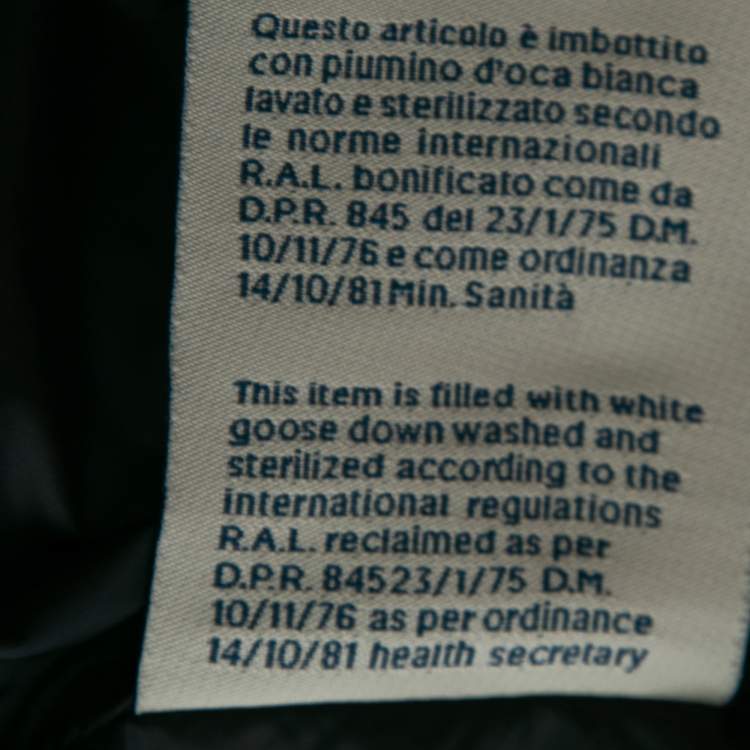 Questo articolo è imbottito
con piumino d'oca bianca
lavato e sterilizzato secondo
le norme internazionali
R.A.L. bonificato come da
D.P.R. 845 del 23/1/75 D.M.
10/11/76 e come ordinanza
14/10/81 Min. Sanità
This item is filled with white
goose down washed and
sterilized according to the
international regulations
R.A.L. reclaimed as per
D.P.R. 84523/1/75 D.M.
10/11/76 as per ordinance
14/10/81 health secretary